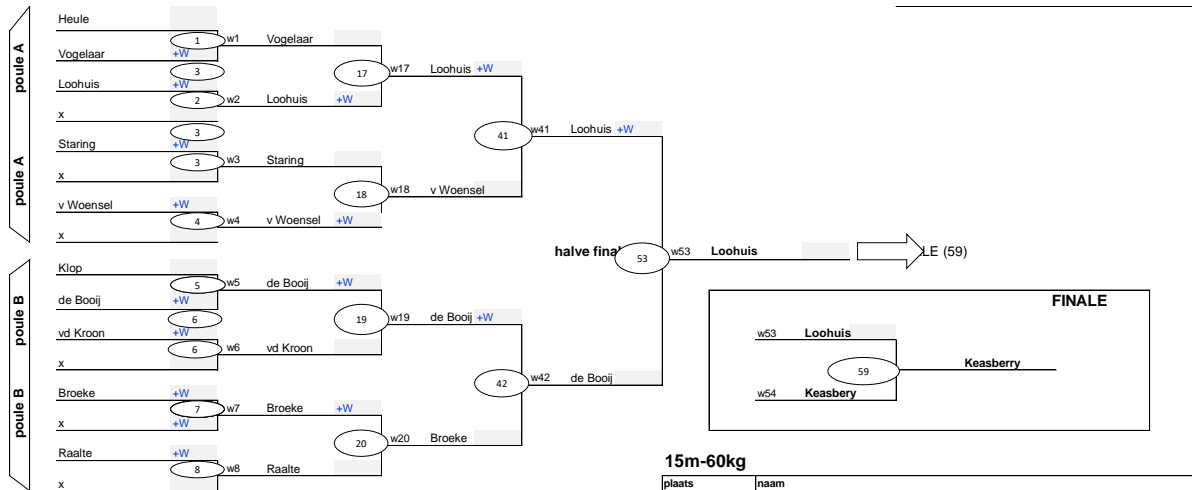 poule A
poule A
Heule
1 w1 Vogelaar
Vogelaar +W
3
17 w17 Loohuis +W
Loohuis +W
2 w2 Loohuis +W
x
3
41 w41 Loohuis +W
Staring +W
3 w3 Staring
x
18 w18 v Woensel
v Woensel +W
4 w4 v Woensel +W
x
halve final 53 w53 Loohuis LE (59)
poule B
poule B
Klop
5 w5 de Booij +W
de Booij +W
6
19 w19 de Booij +W
vd Kroon +W
6 w6 vd Kroon
x
42 w42 de Booij
Broeke +W
7 w7 Broeke +W
x +W
20 w20 Broeke
Raalte +W
8 w8 Raalte
x
FINALE
w53 Loohuis
59 Keasberry
w54 Keasbery
15m-60kg
plaats naam